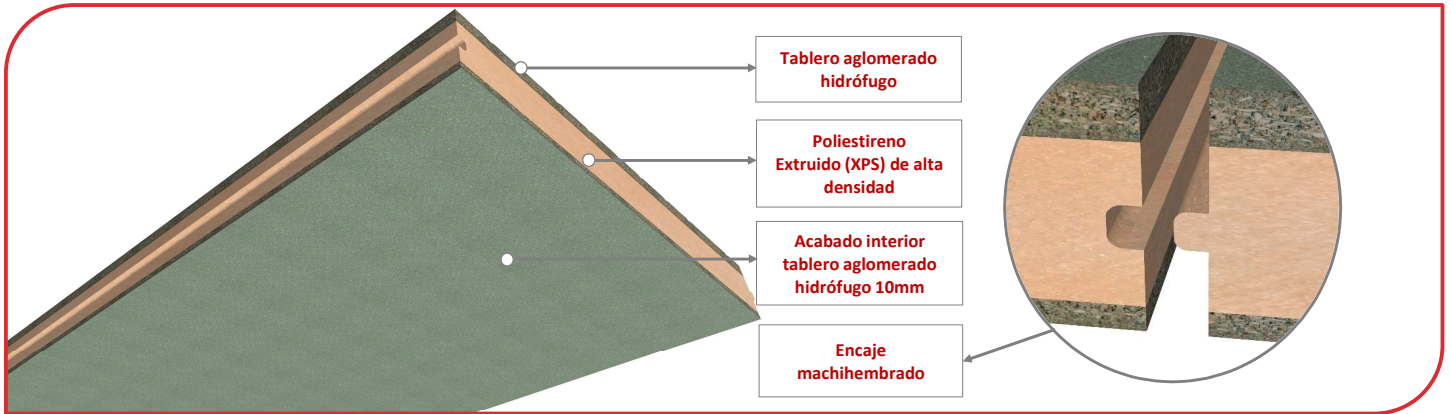 Tablero aglomerado
hidrófugo
Poliestireno
Extruido (XPS) de alta
densidad
Acabado interior
tablero aglomerado
hidrófugo 10mm
Encaje
machihembrado